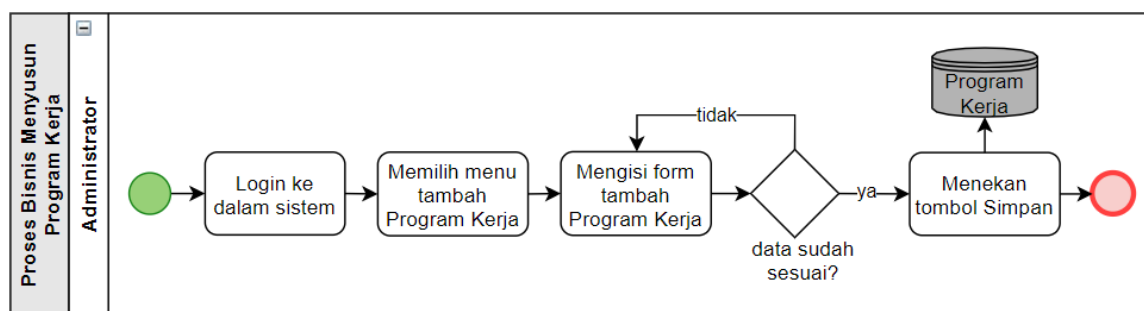 Proses Bisnis Menyusun
Program Kerja
Administrator
Login ke
dalam sistem
Memilih menu
tambah
Program Kerja
Mengisi form
tambah
Program Kerja
tidak
data sudah
sesuai?
ya
Menekan
tombol Simpan
Program
Kerja